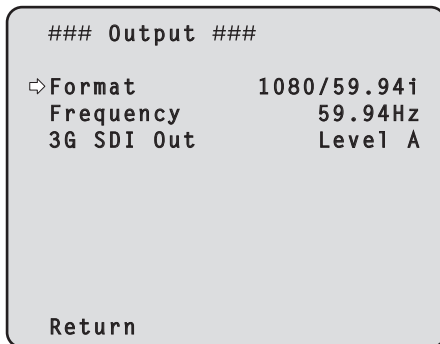 ### Output ###
⇨Format 1080/59.94i
Frequency 59.94Hz
3G SDI Out Level A
Return